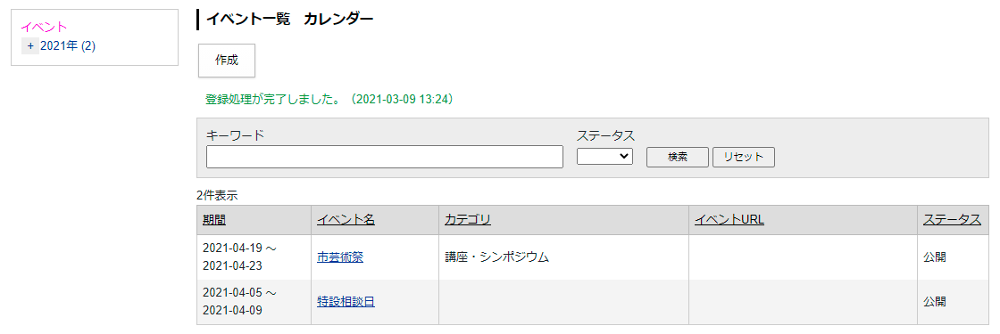 イベント
+ 2021年 (2)
イベント一覧　カレンダー
作成
登録処理が完了しました。（2021-03-09 13:24）
キーワード
ステータス
検索
リセット
2件表示
期間 イベント名 カテゴリ イベントURL ステータス
2021-04-19 ～
2021-04-23
市芸術祭 講座・シンポジウム 公開
2021-04-05 ～
2021-04-09
特設相談日 公開